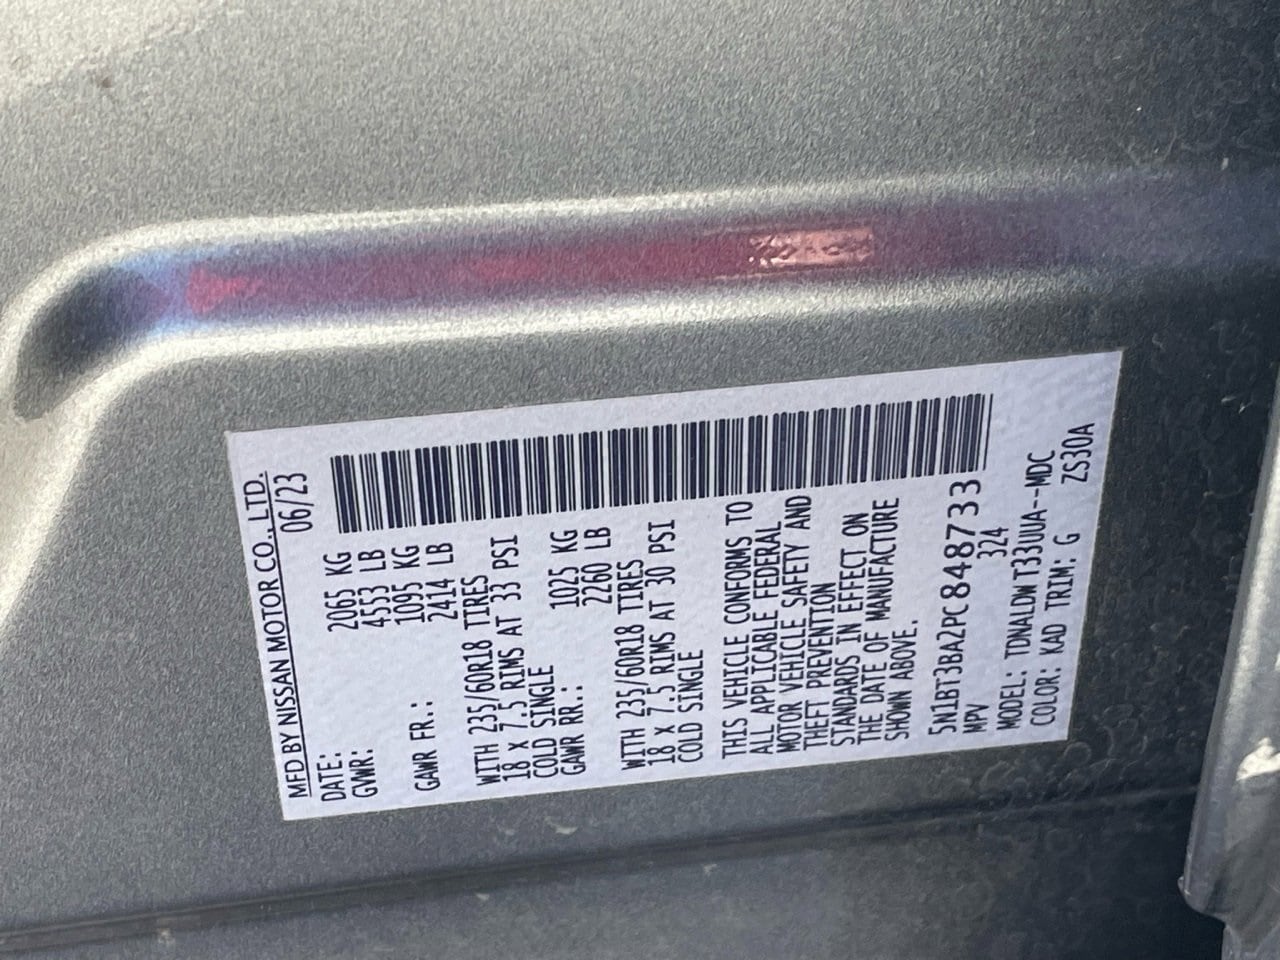 MFD BY NISSAN MOTOR CO., LTD.
DATE: 06/23
GVWR: 2065 KG
4553 LB
1095 KG
GAWR FR.: 2414 LB
WITH 235/60R18 TIRES
18 X 7.5 RIMS AT 33 PSI
COLD SINGLE
GAWR RR.: 1025 KG
2260 LB
WITH 235/60R18 TIRES
18 X 7.5 RIMS AT 30 PSI
COLD SINGLE
THIS VEHICLE CONFORMS TO
ALL APPLICABLE FEDERAL
MOTOR VEHICLE SAFETY AND
THEFT PREVENTION
STANDARDS IN EFFECT ON
THE DATE OF MANUFACTURE
SHOWN ABOVE.
5N1BT3BA2PC848733
MPV 324
MODEL: TDNALDWT33UUA--MDC
COLOR: KAD TRIM: G ZS30A